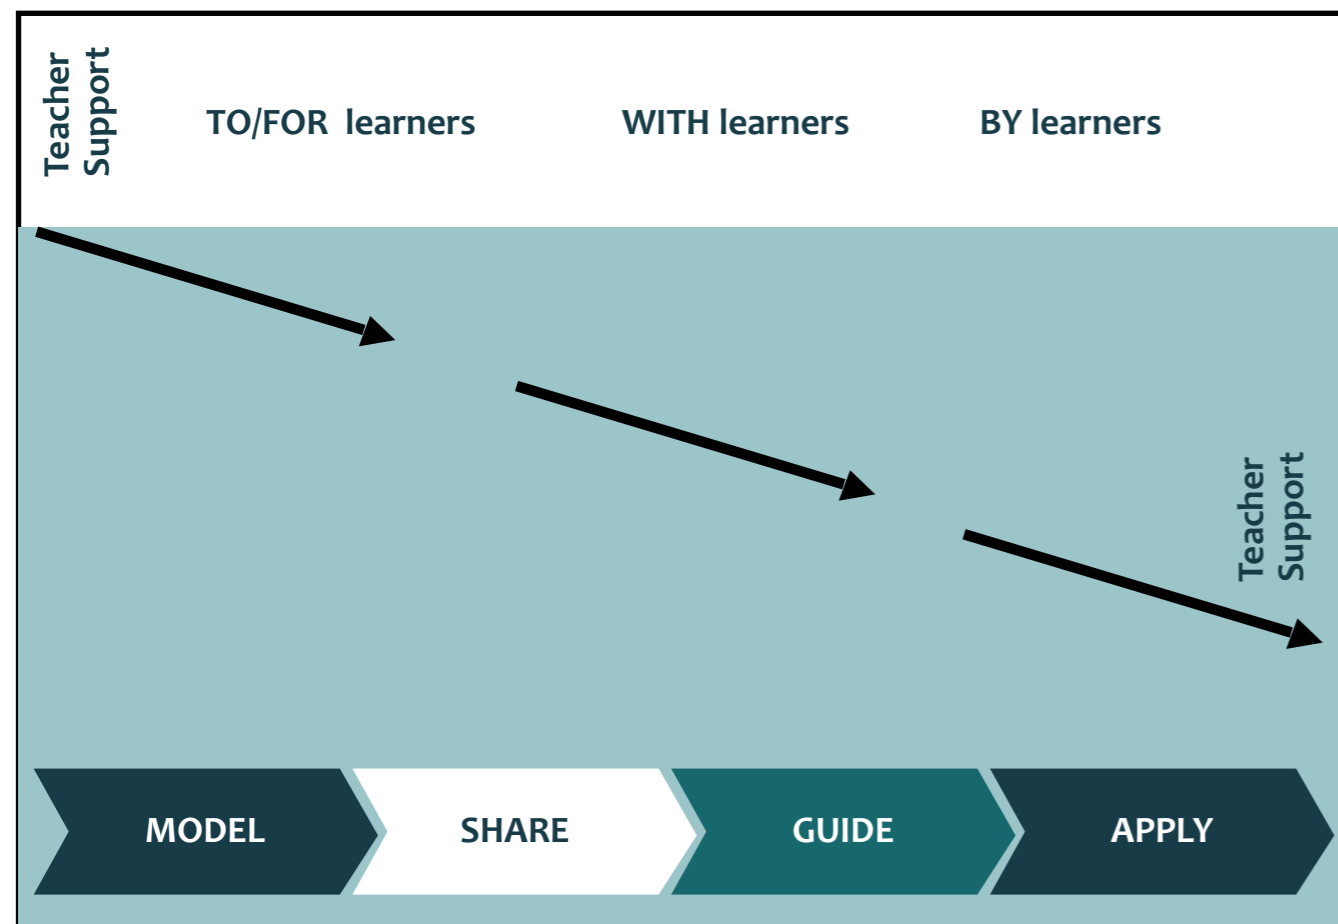 Teacher
Support
TO/FOR learners
WITH learners
BY learners
Teacher
Support
MODEL
SHARE
GUIDE
APPLY